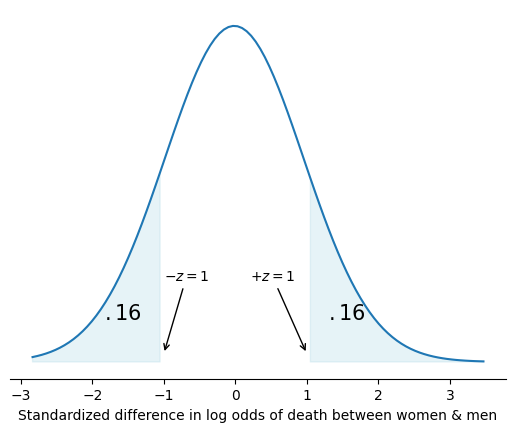 −z = 1 +z = 1
.16 .16
−3 −2 −1 0 1 2 3
Standardized difference in log odds of death between women & men